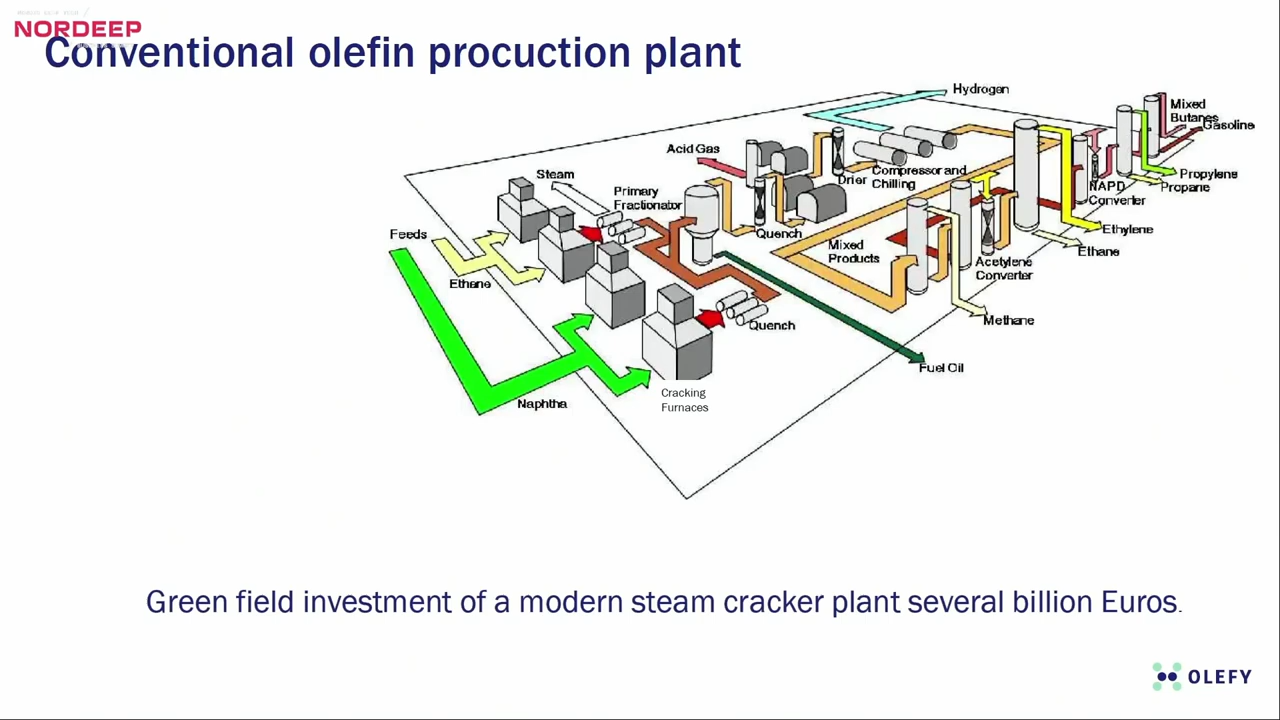 NORDEEP
Conventional olefin procuction plant
Hydrogen
Mixed
Butanes
Gasoline
Acid Gas
Steam
Primary
Fractionator
Drier
Compressor and
Chilling
Propylene
Propane
MAPD
Converter
Feeds
Quench
Ethylene
Mixed
Products
Ethane
Acetylene
Converter
Ethane
Methane
Quench
Fuel Oil
Cracking
Furnaces
Naphtha
Green field investment of a modern steam cracker plant several billion Euros.
OLEFY